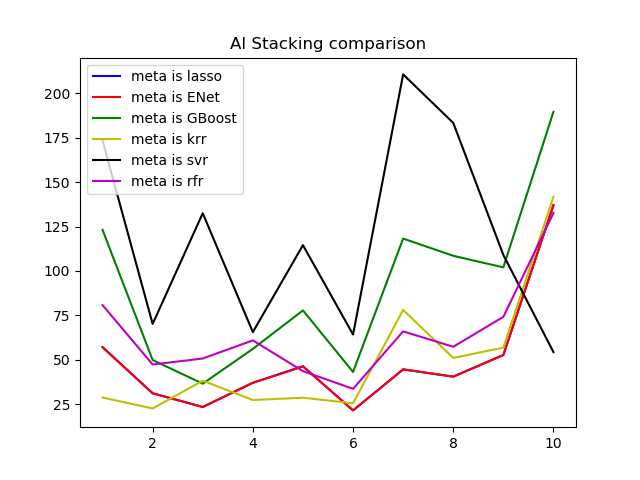 Al Stacking comparison
meta is lasso
meta is ENet
meta is GBoost
meta is krr
meta is svr
meta is rfr
200
175
150
125
100
75
50
25
2 4 6 8 10